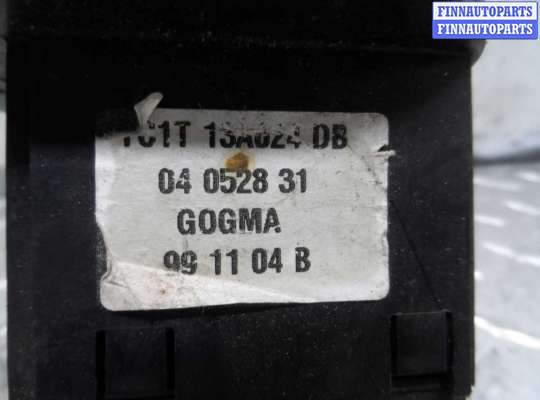 FINNAUTOPARTS
FINNAUTOPARTS
13A024 DB
04 0528 31
GOGMA
99 11 04 B